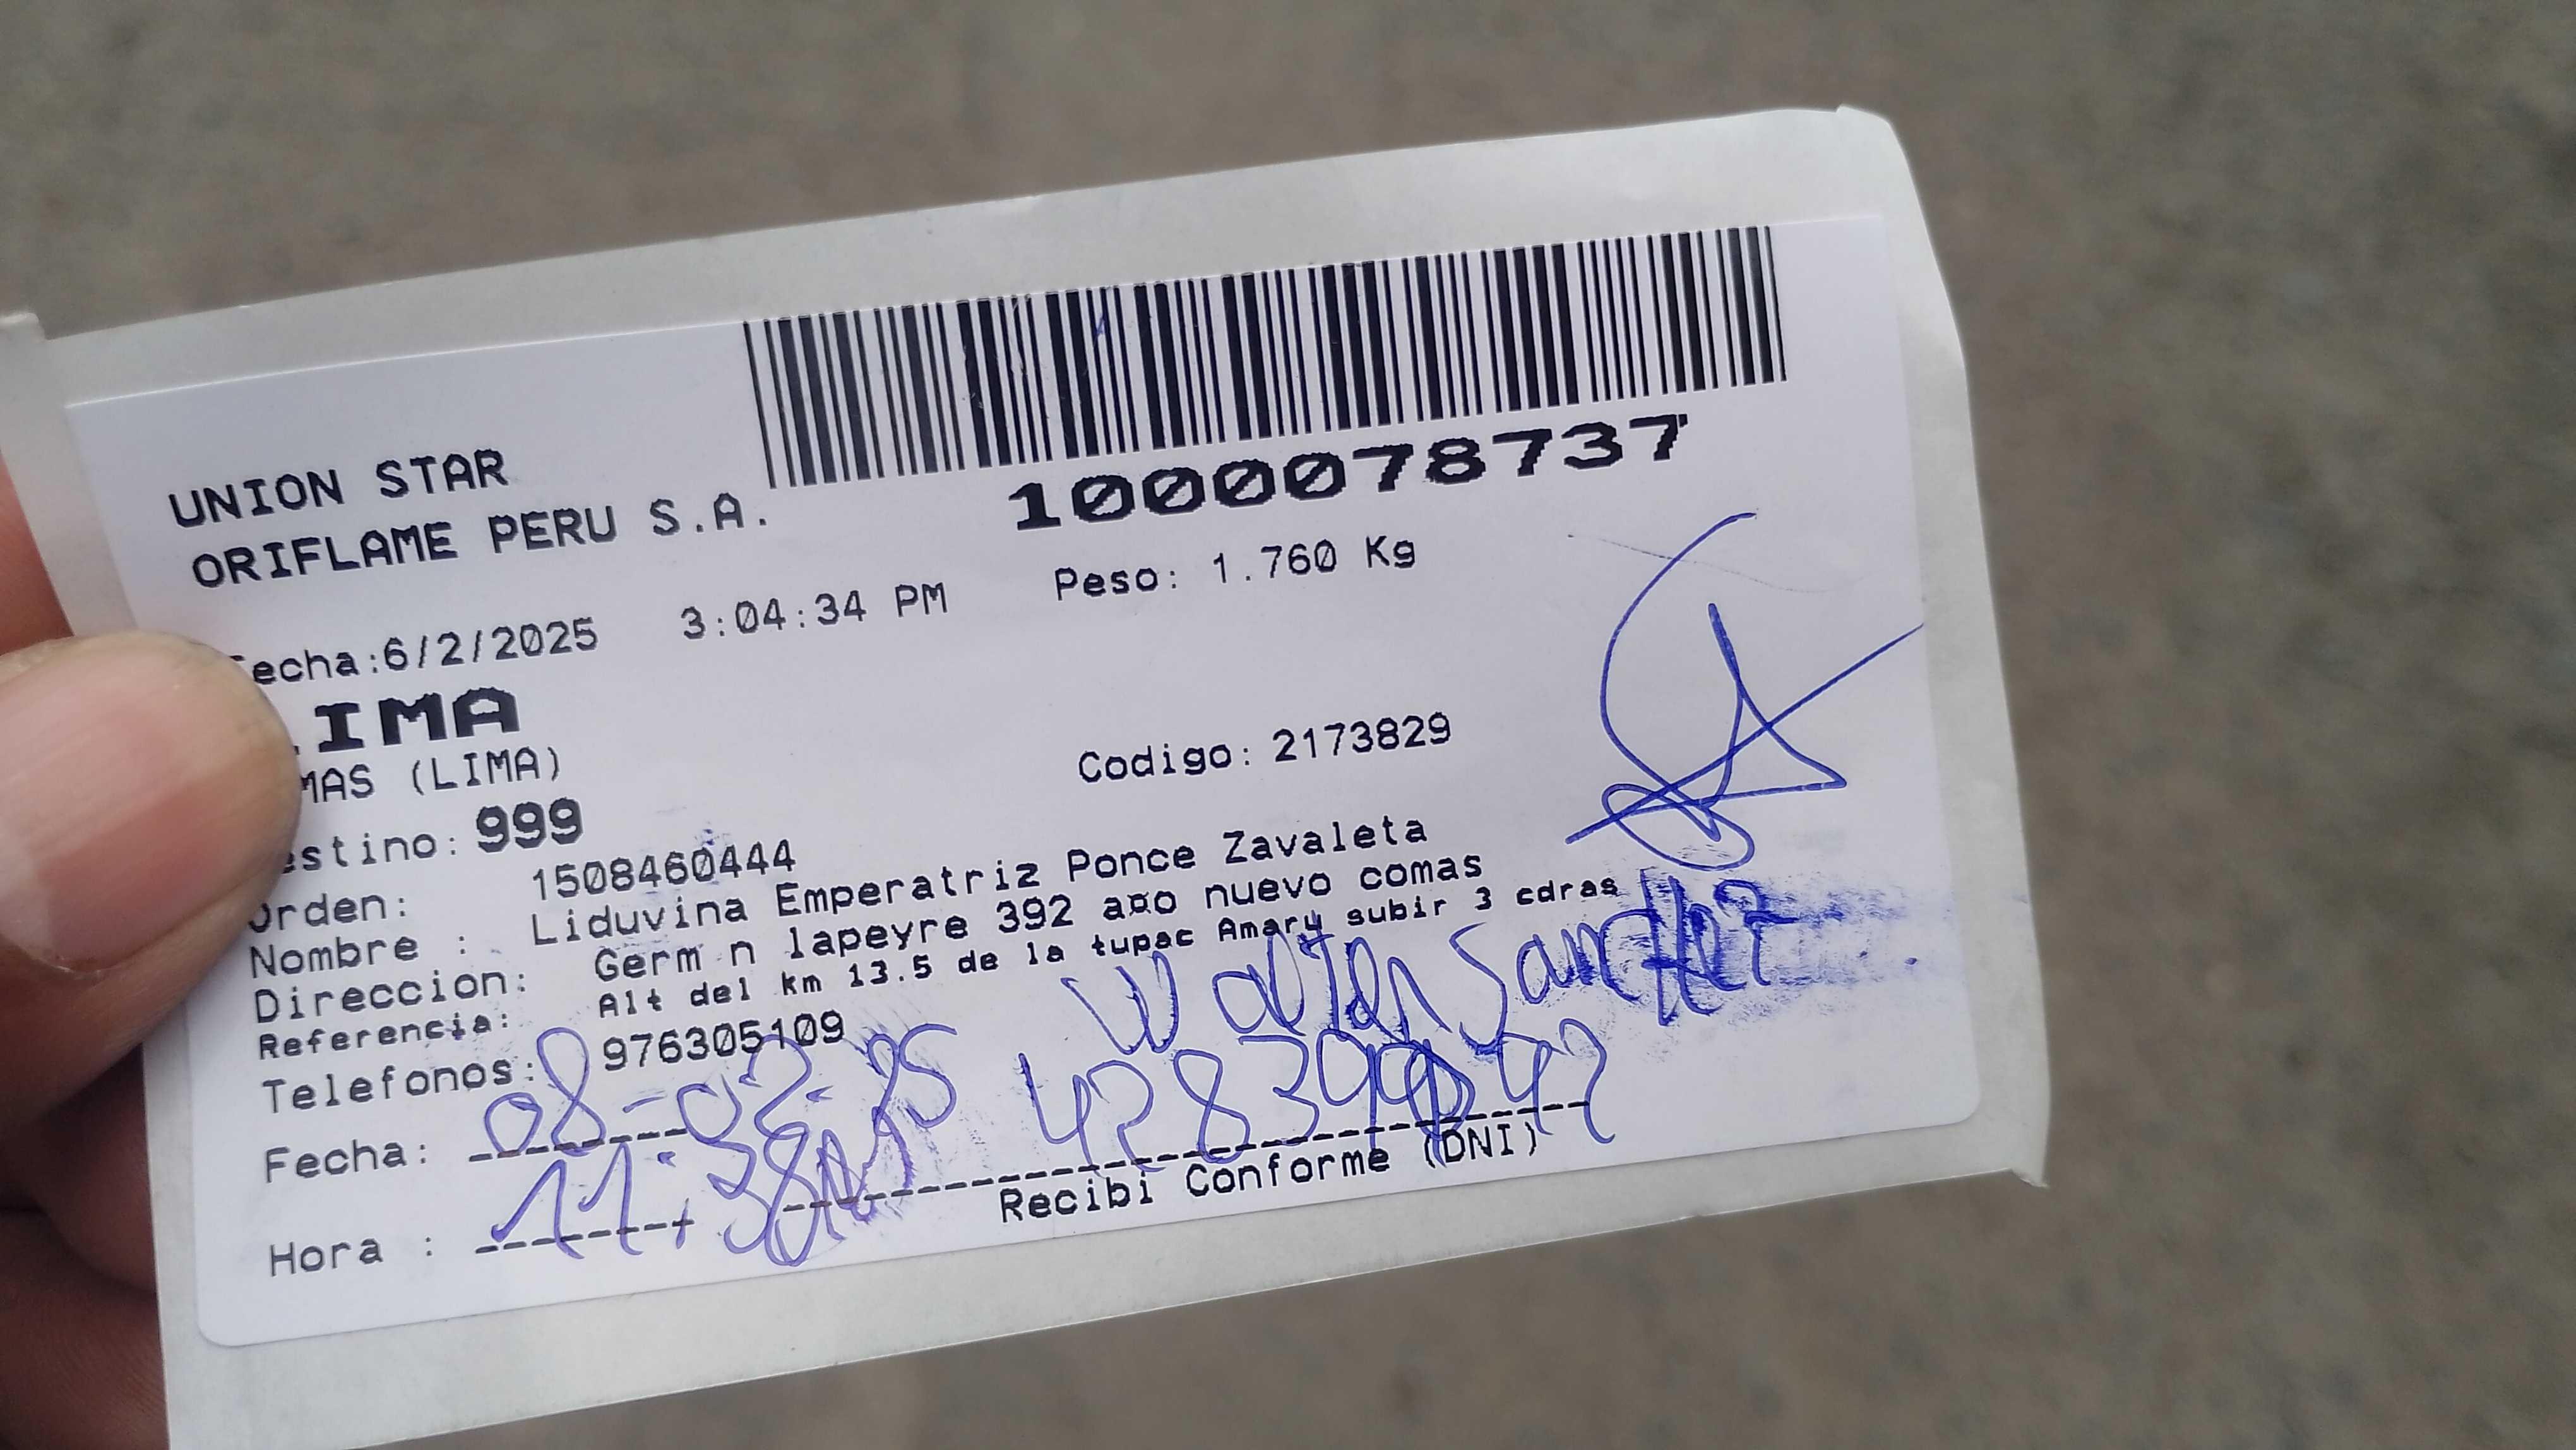 UNION STAR
ORIFLAME PERU S.A.
1000078737
echa:6/2/2025 3:04:34 PM Peso: 1.760 Kg
IMA
MAS (LIMA)
Codigo: 2173829
estino: 999
Orden: 1508460444
Nombre : Liduvina Emperatriz Ponce Zavaleta
Direccion: Germ n lapeyre 392 a¤o nuevo comas
Referencia: Alt del km 13.5 de la tupac Amary subir 3 cdras
Telefonos: 976305109
Walter Sanchez
Fecha: 08-02-25
Recibi Conforme (DNI)
Hora : 11:38